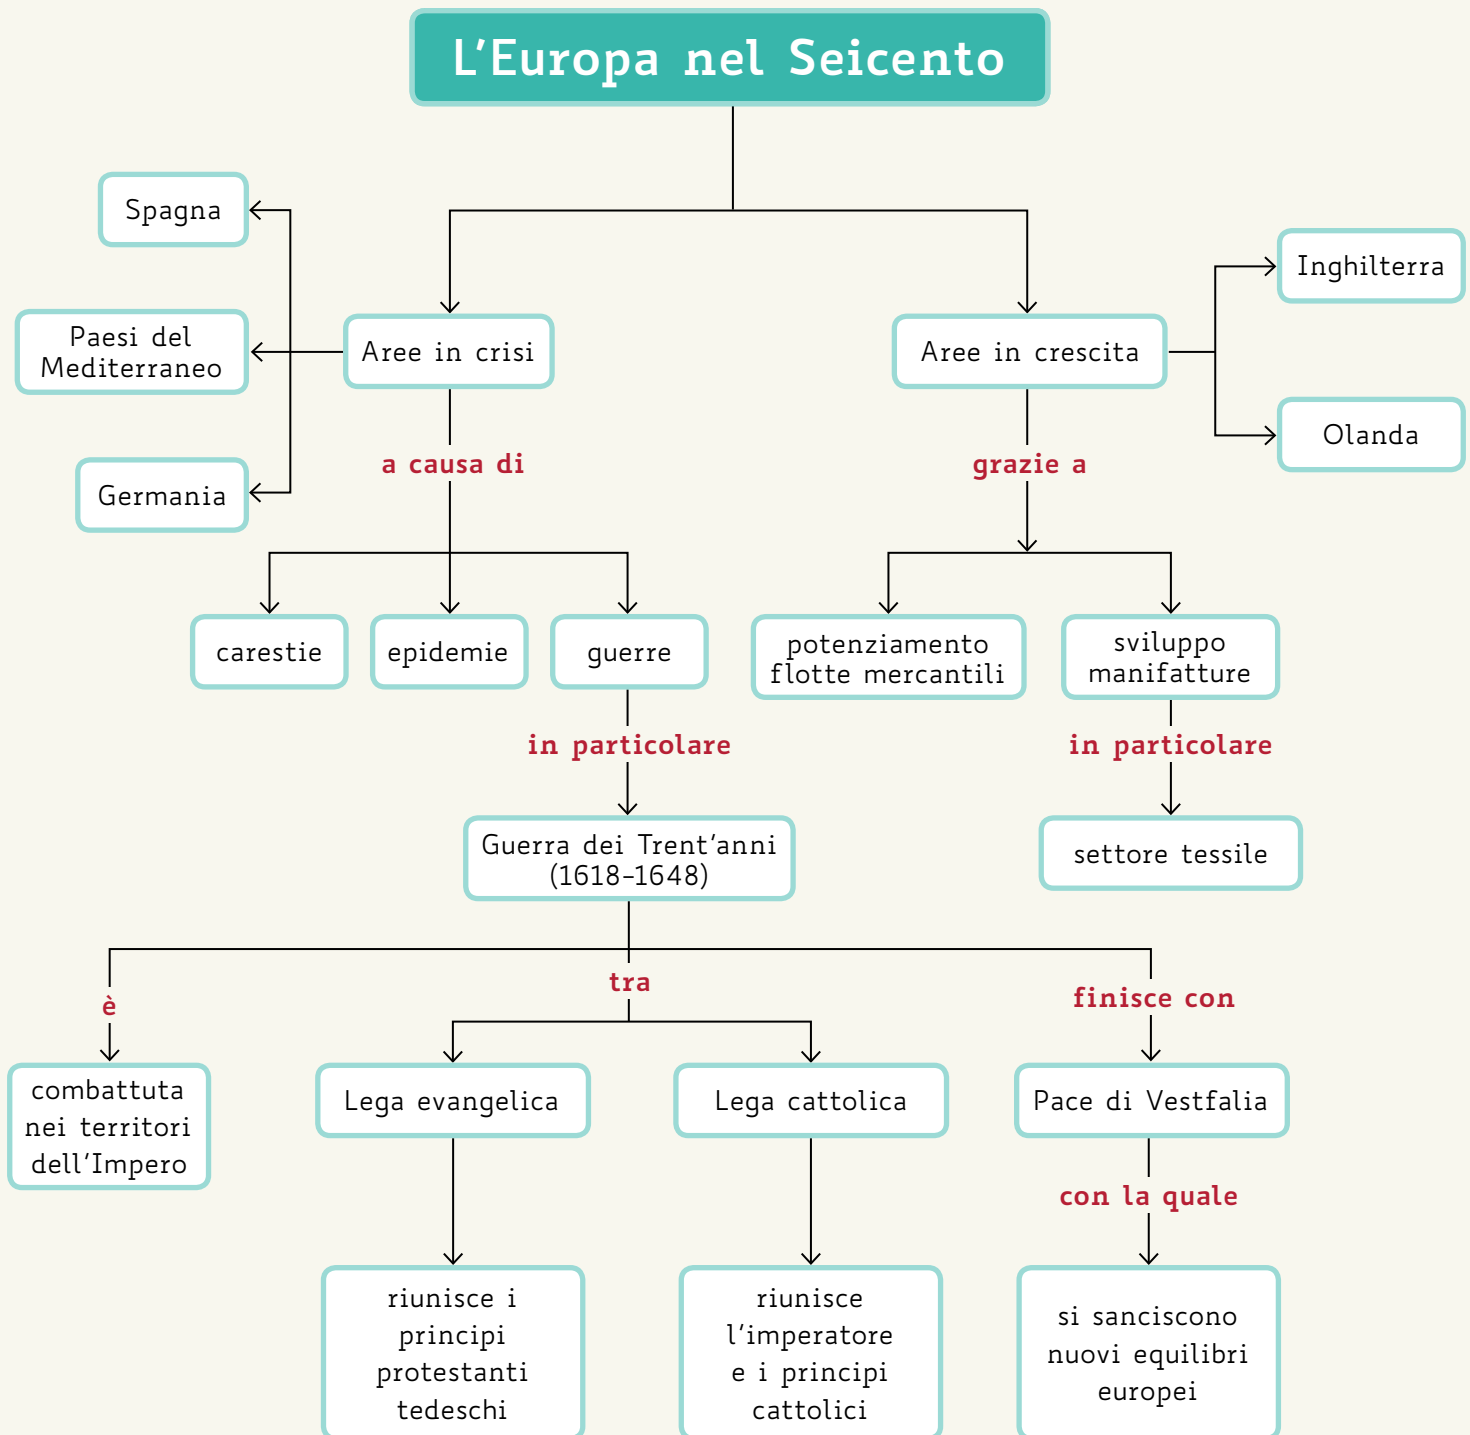 L'Europa nel Seicento
Spagna
Paesi del
Mediterraneo
Germania
Aree in crisi
Aree in crescita
Inghilterra
Olanda
a causa di
grazie a
carestie
epidemie
guerre
potenziamento
flotte mercantili
sviluppo
manifatture
in particolare
in particolare
Guerra dei Trent'anni
(1618-1648)
settore tessile
è
tra
finisce con
combattuta
nei territori
dell'Impero
Lega evangelica
Lega cattolica
Pace di Vestfalia
con la quale
riunisce i
principi
protestanti
tedeschi
riunisce
l'imperatore
e i principi
cattolici
si sanciscono
nuovi equilibri
europei